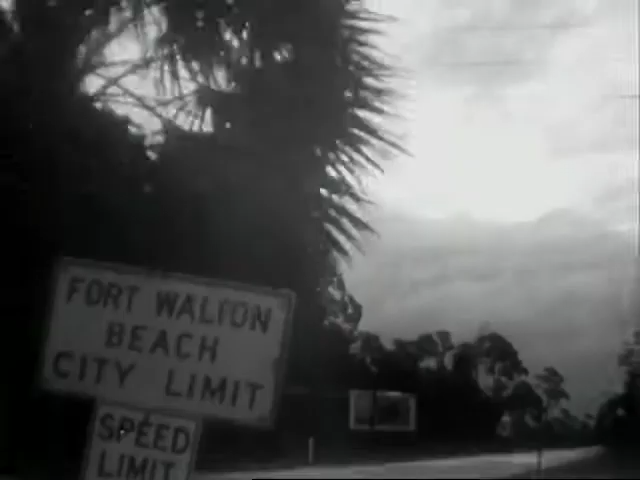 FORT WALTON
BEACH
CITY LIMIT
SPEED
LIMIT